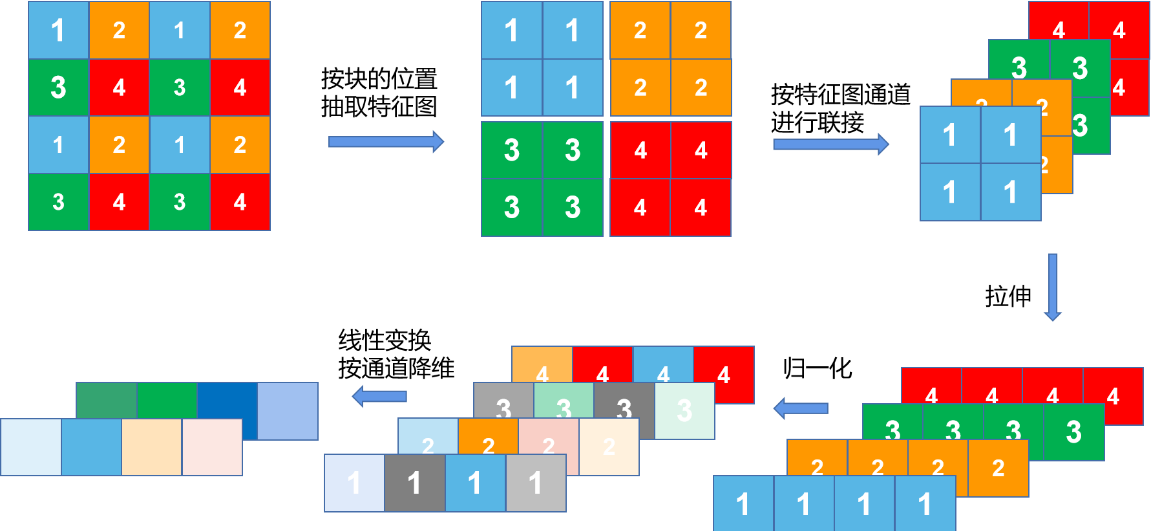 1 2 1 2
3 4 3 4
1 2 1 2
3 4 3 4
按块的位置
抽取特征图
1 1 2 2
1 1 2 2
3 3 4 4
3 3 4 4
按特征图通道
进行联接
4 4
4
3 3
3
2 2
2
1 1
1 1
拉伸
4 4 4 4
3 3 3 3
2 2 2 2
1 1 1 1
归一化
4 4 4 4
3 3 3 3
2 2 2 2
1 1 1 1
线性变换
按通道降维